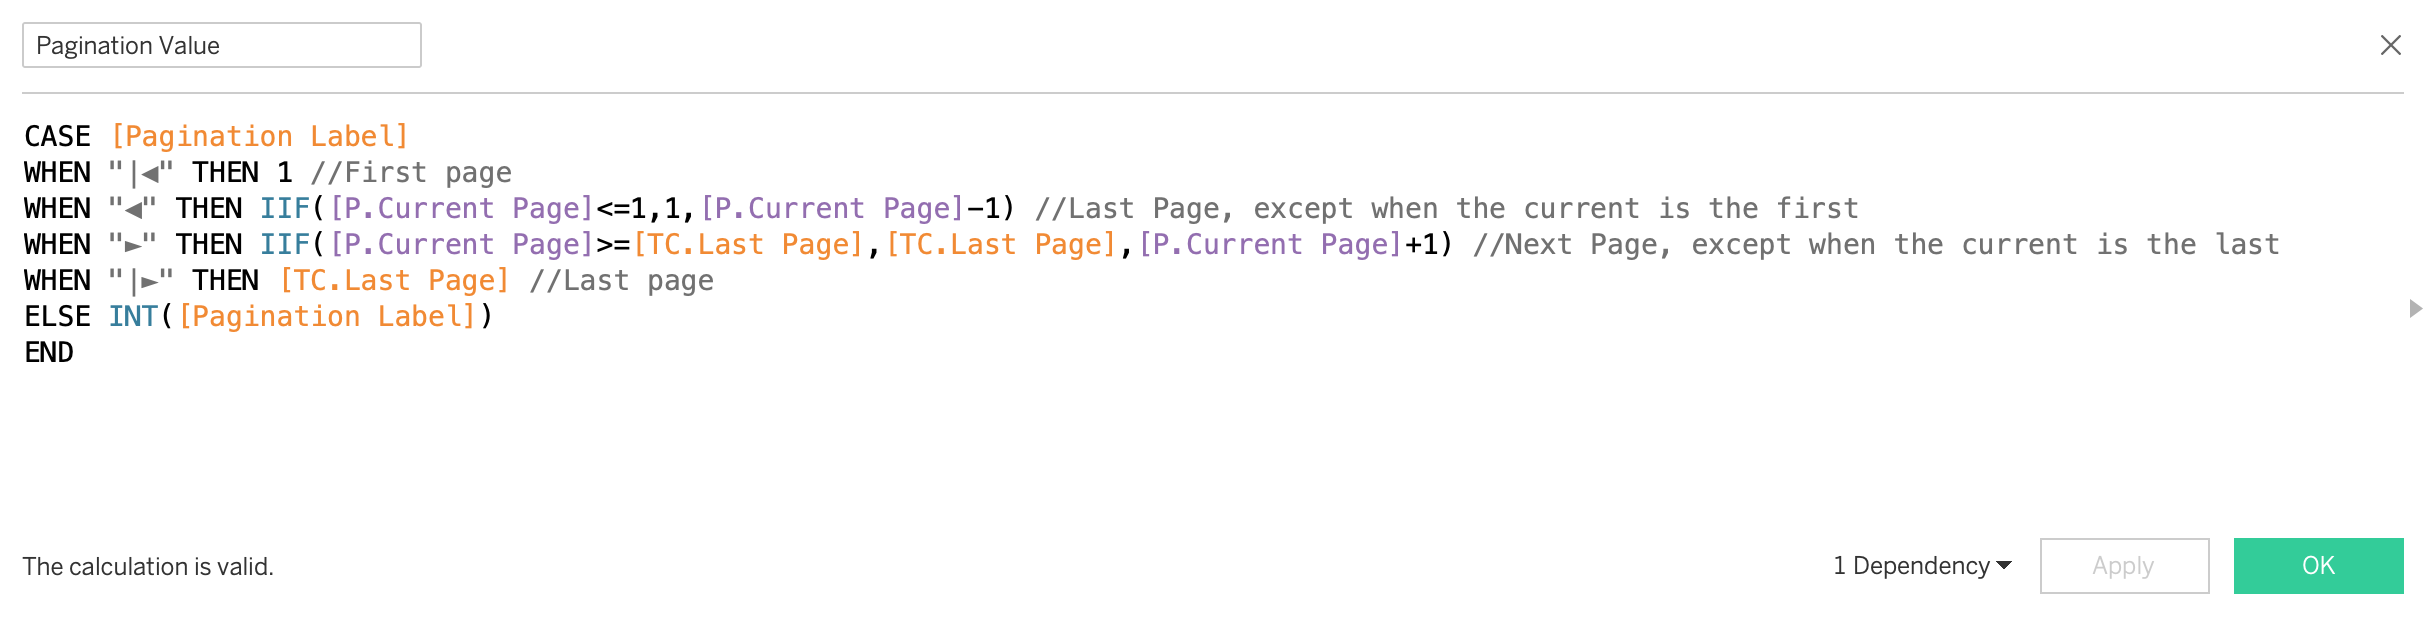 Pagination Value
CASE [Pagination Label]
WHEN "|◄" THEN 1 //First page
WHEN "◄" THEN IIF([P.Current Page]<=1,1,[P.Current Page]-1) //Last Page, except when the current is the first
WHEN "►" THEN IIF([P.Current Page]>=[TC.Last Page],[TC.Last Page],[P.Current Page]+1) //Next Page, except when the current is the last
WHEN "|►" THEN [TC.Last Page] //Last page
ELSE INT([Pagination Label])
END
The calculation is valid.
1 Dependency
Apply
OK